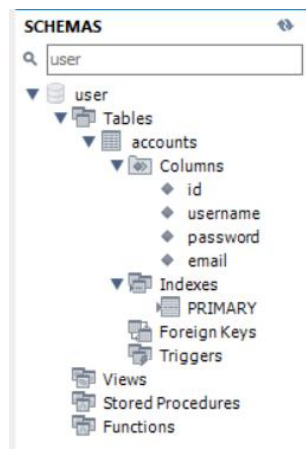 SCHEMAS
user
user
Tables
accounts
Columns
id
username
password
email
Indexes
PRIMARY
Foreign Keys
Triggers
Views
Stored Procedures
Functions